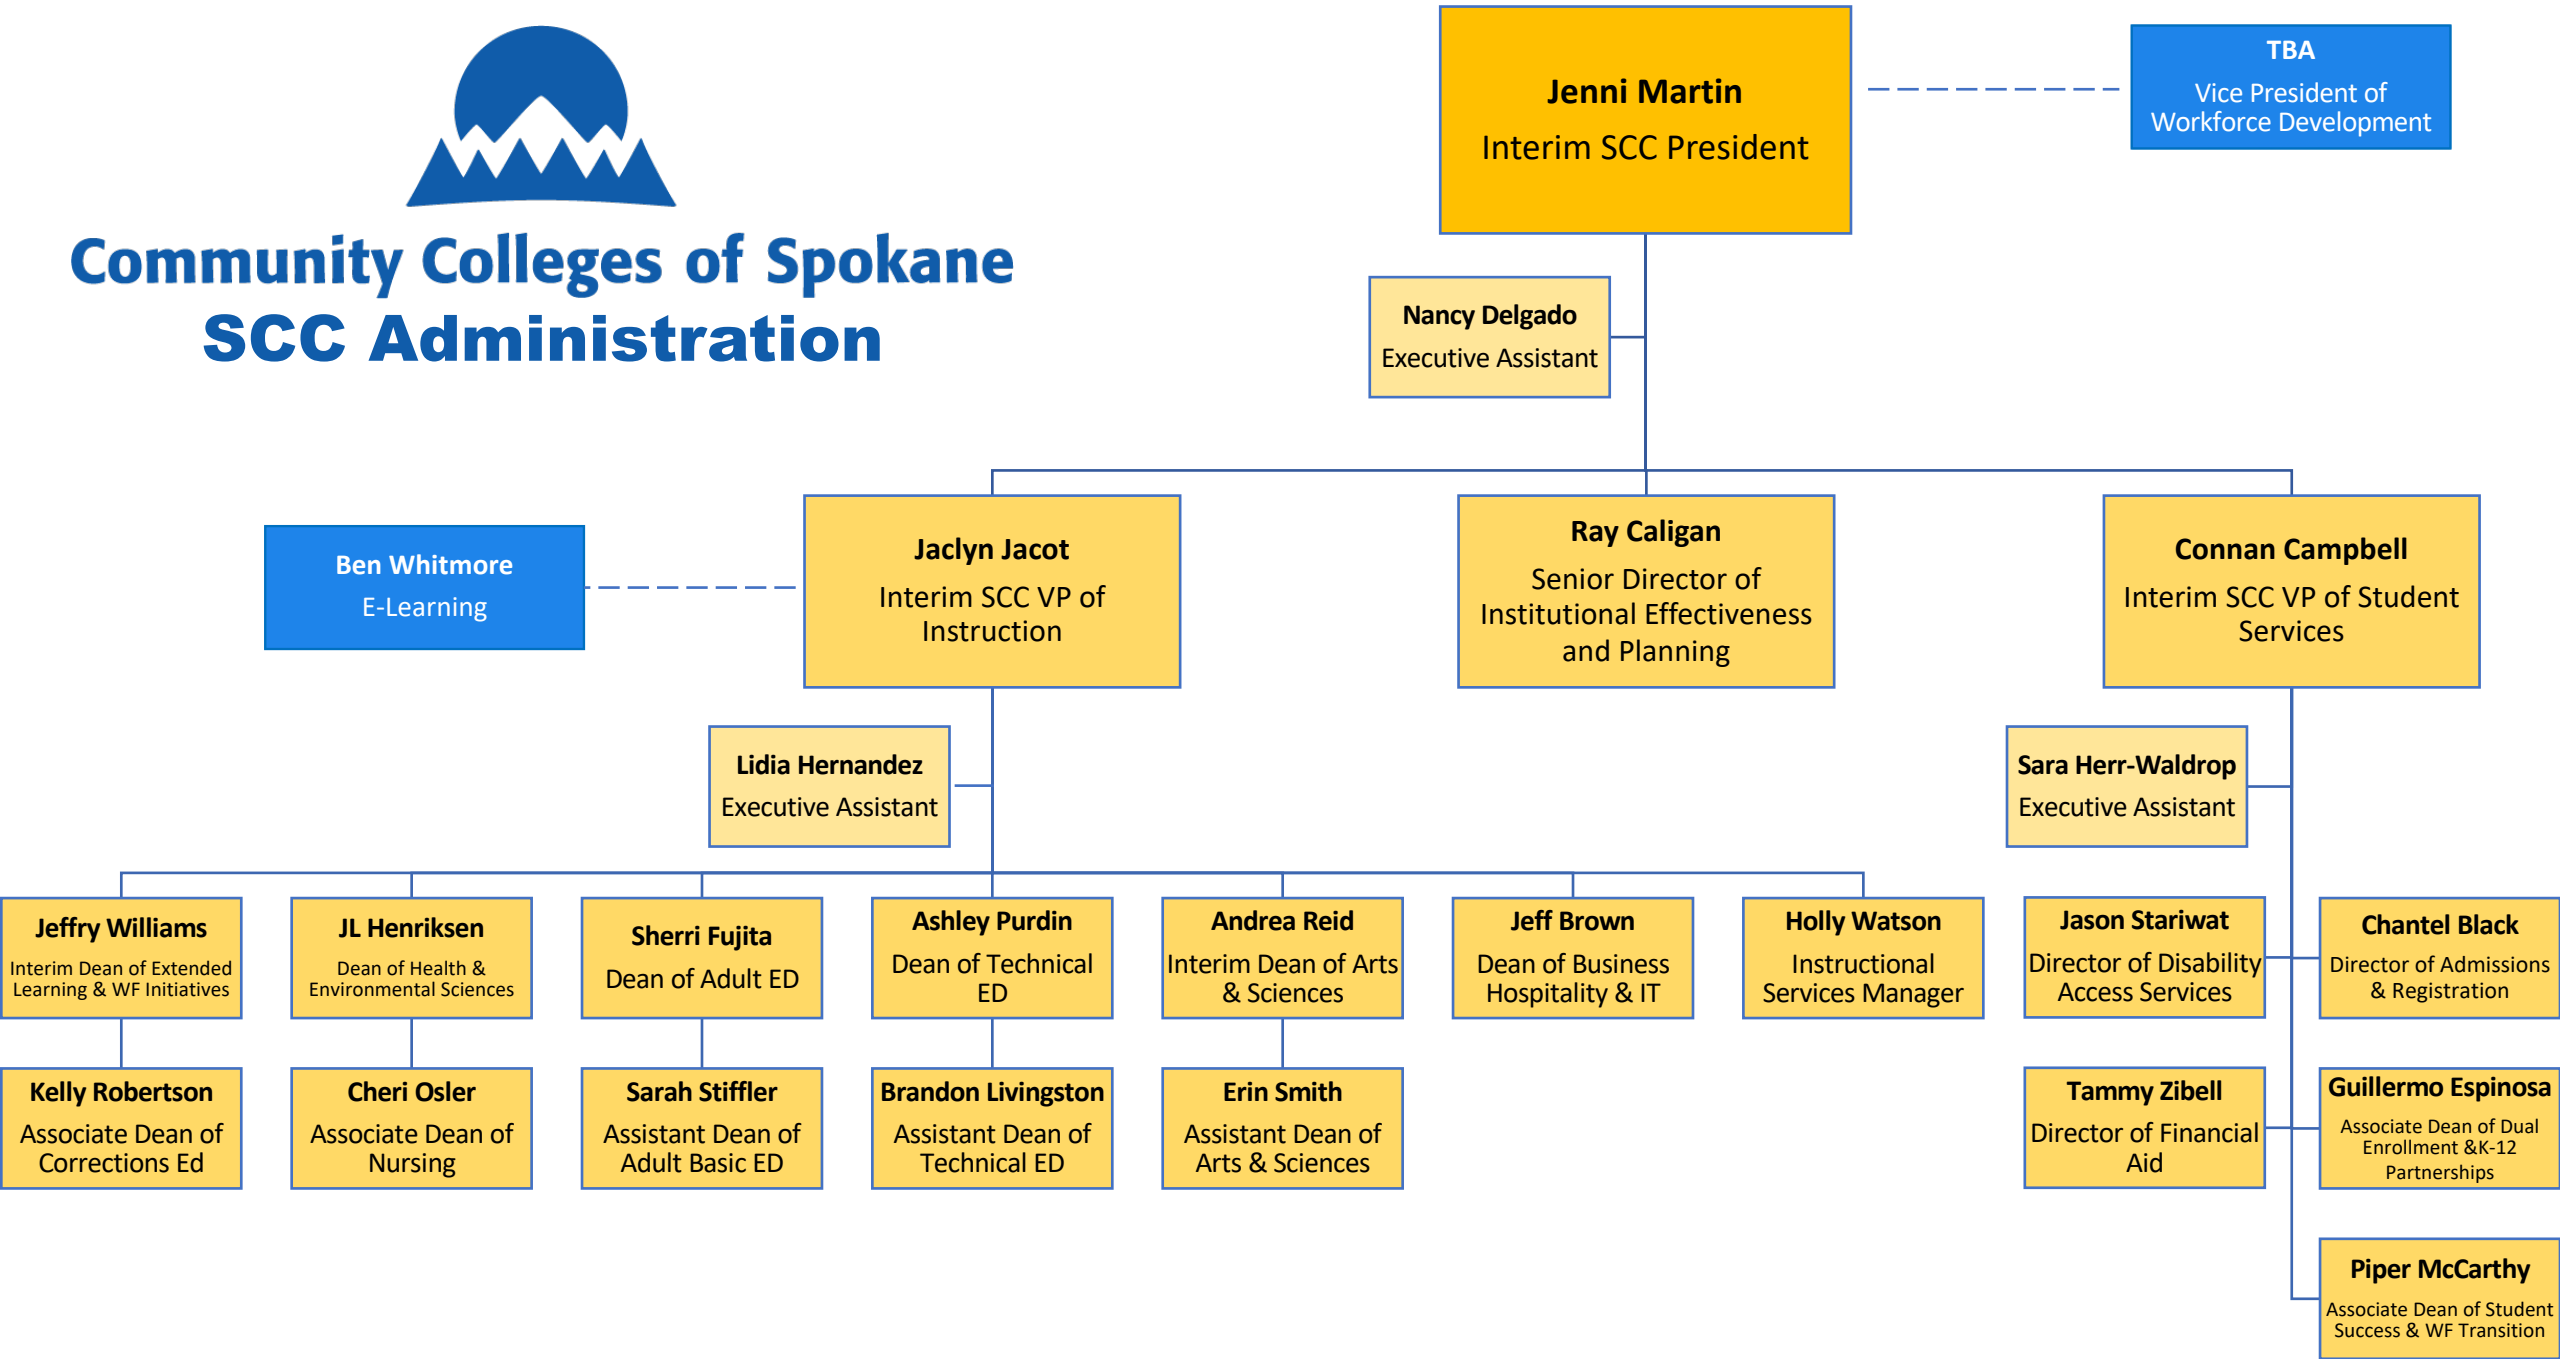 Community Colleges of Spokane
SCC Administration
Jenni Martin
Interim SCC President
TBA
Vice President of
Workforce Development
Nancy Delgado
Executive Assistant
Ben Whitmore
E-Learning
Jaclyn Jacot
Interim SCC VP of
Instruction
Ray Caligan
Senior Director of
Institutional Effectiveness
and Planning
Connan Campbell
Interim SCC VP of Student
Services
Lidia Hernandez
Executive Assistant
Sara Herr-Waldrop
Executive Assistant
Jeffry Williams
Interim Dean of Extended
Learning & WF Initiatives
JL Henriksen
Dean of Health &
Environmental Sciences
Sherri Fujita
Dean of Adult ED
Ashley Purdin
Dean of Technical
ED
Andrea Reid
Interim Dean of Arts
& Sciences
Jeff Brown
Dean of Business
Hospitality & IT
Holly Watson
Instructional
Services Manager
Jason Stariwat
Director of Disability
Access Services
Chantel Black
Director of Admissions
& Registration
Kelly Robertson
Associate Dean of
Corrections Ed
Cheri Osler
Associate Dean of
Nursing
Sarah Stiffler
Assistant Dean of
Adult Basic ED
Brandon Livingston
Assistant Dean of
Technical ED
Erin Smith
Assistant Dean of
Arts & Sciences
Tammy Zibell
Director of Financial
Aid
Guillermo Espinosa
Associate Dean of Dual
Enrollment &K-12
Partnerships
Piper McCarthy
Associate Dean of Student
Success & WF Transition